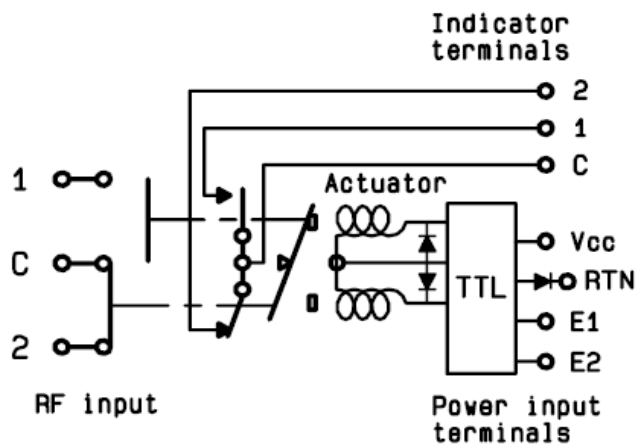 Indicator
terminals
2
1
C
1
Actuator
C
Vcc
TTL
RTN
E1
2
E2
RF input
Power input
terminals